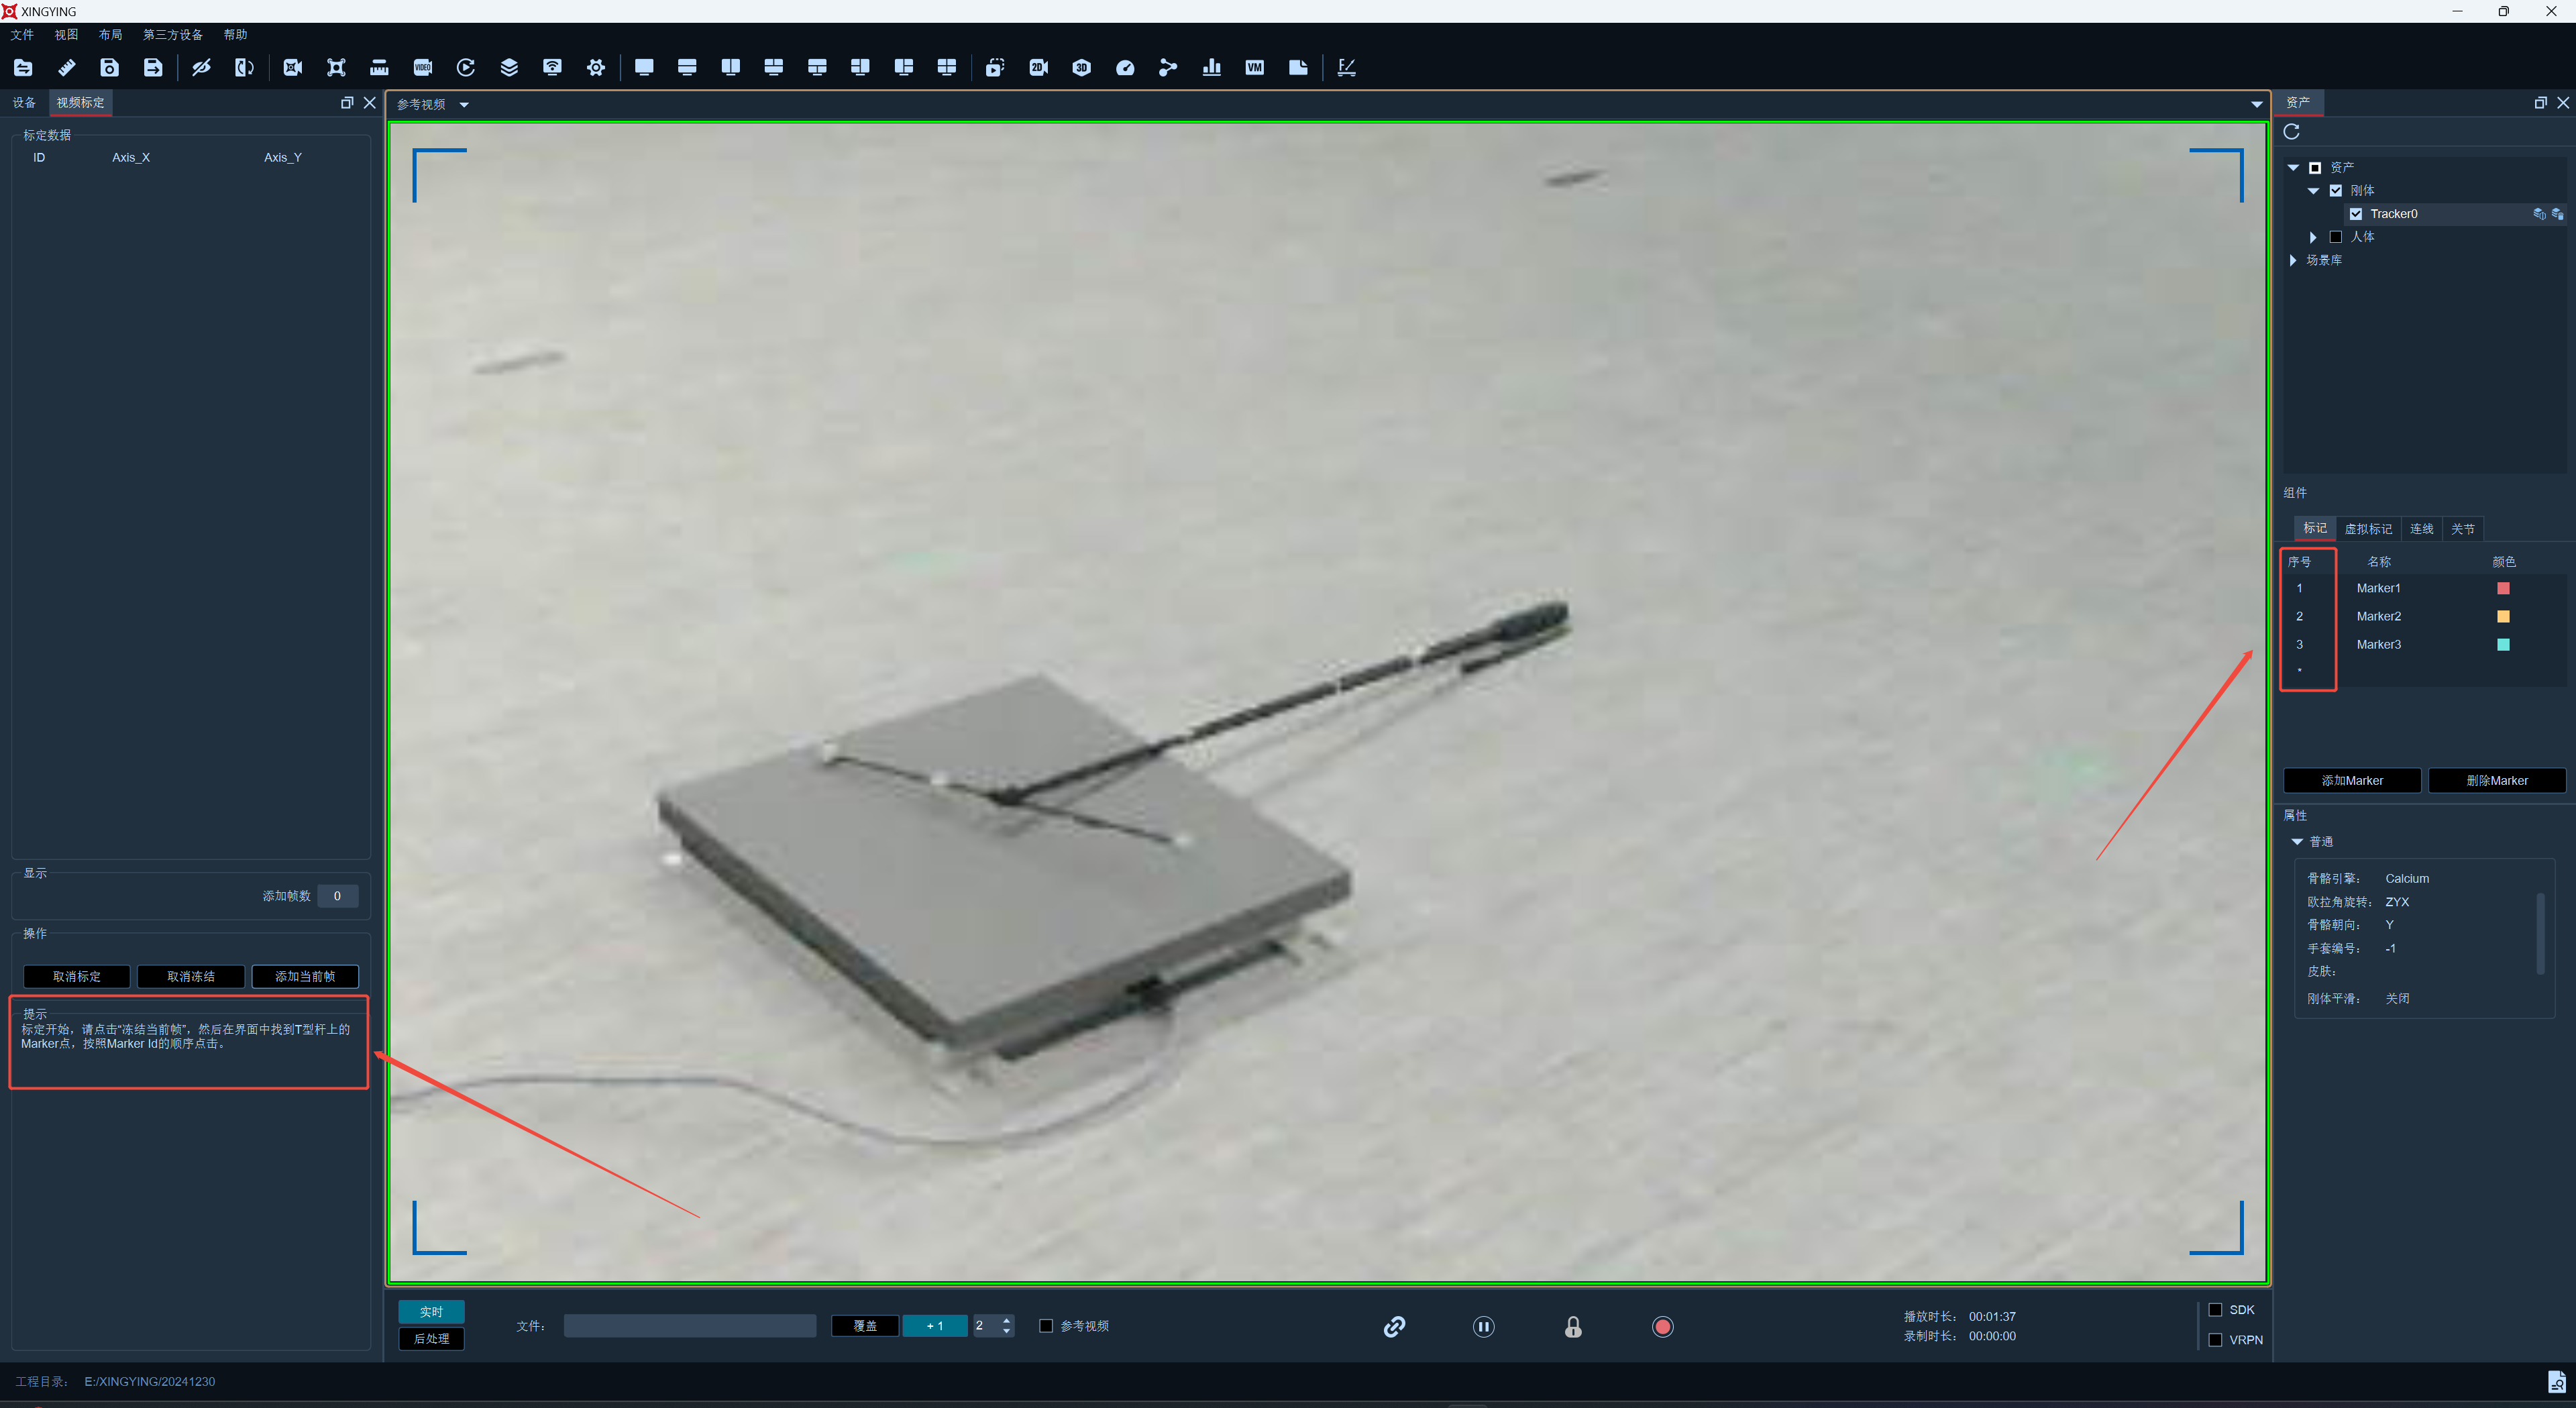 XINGYING
文件 视图 布局 第三方设备 帮助
VIDEO 2D 3D VM F
设备 视频标定
标定数据
ID Axis_X Axis_Y
显示
添加帧数 0
操作
取消标定 取消冻结 添加当前帧
提示
标定开始，请点击“冻结当前帧”，然后在界面中找到T型杆上的
Marker点，按照Marker Id的顺序点击。
参考视频
实时
后处理
文件：
覆盖 + 1 2
参考视频
播放时长： 00:01:37
录制时长： 00:00:00
SDK
VRPN
资产
资产
刚体
Tracker0
人体
场景库
组件
标记 虚拟标记 连线 关节
序号 名称 颜色
1 Marker1
2 Marker2
3 Marker3
*
添加Marker 删除Marker
属性
普通
骨骼引擎： Calcium
欧拉角旋转： ZYX
骨骼朝向： Y
手套编号： -1
皮肤：
刚体平滑： 关闭
工程目录： E:/XINGYING/20241230